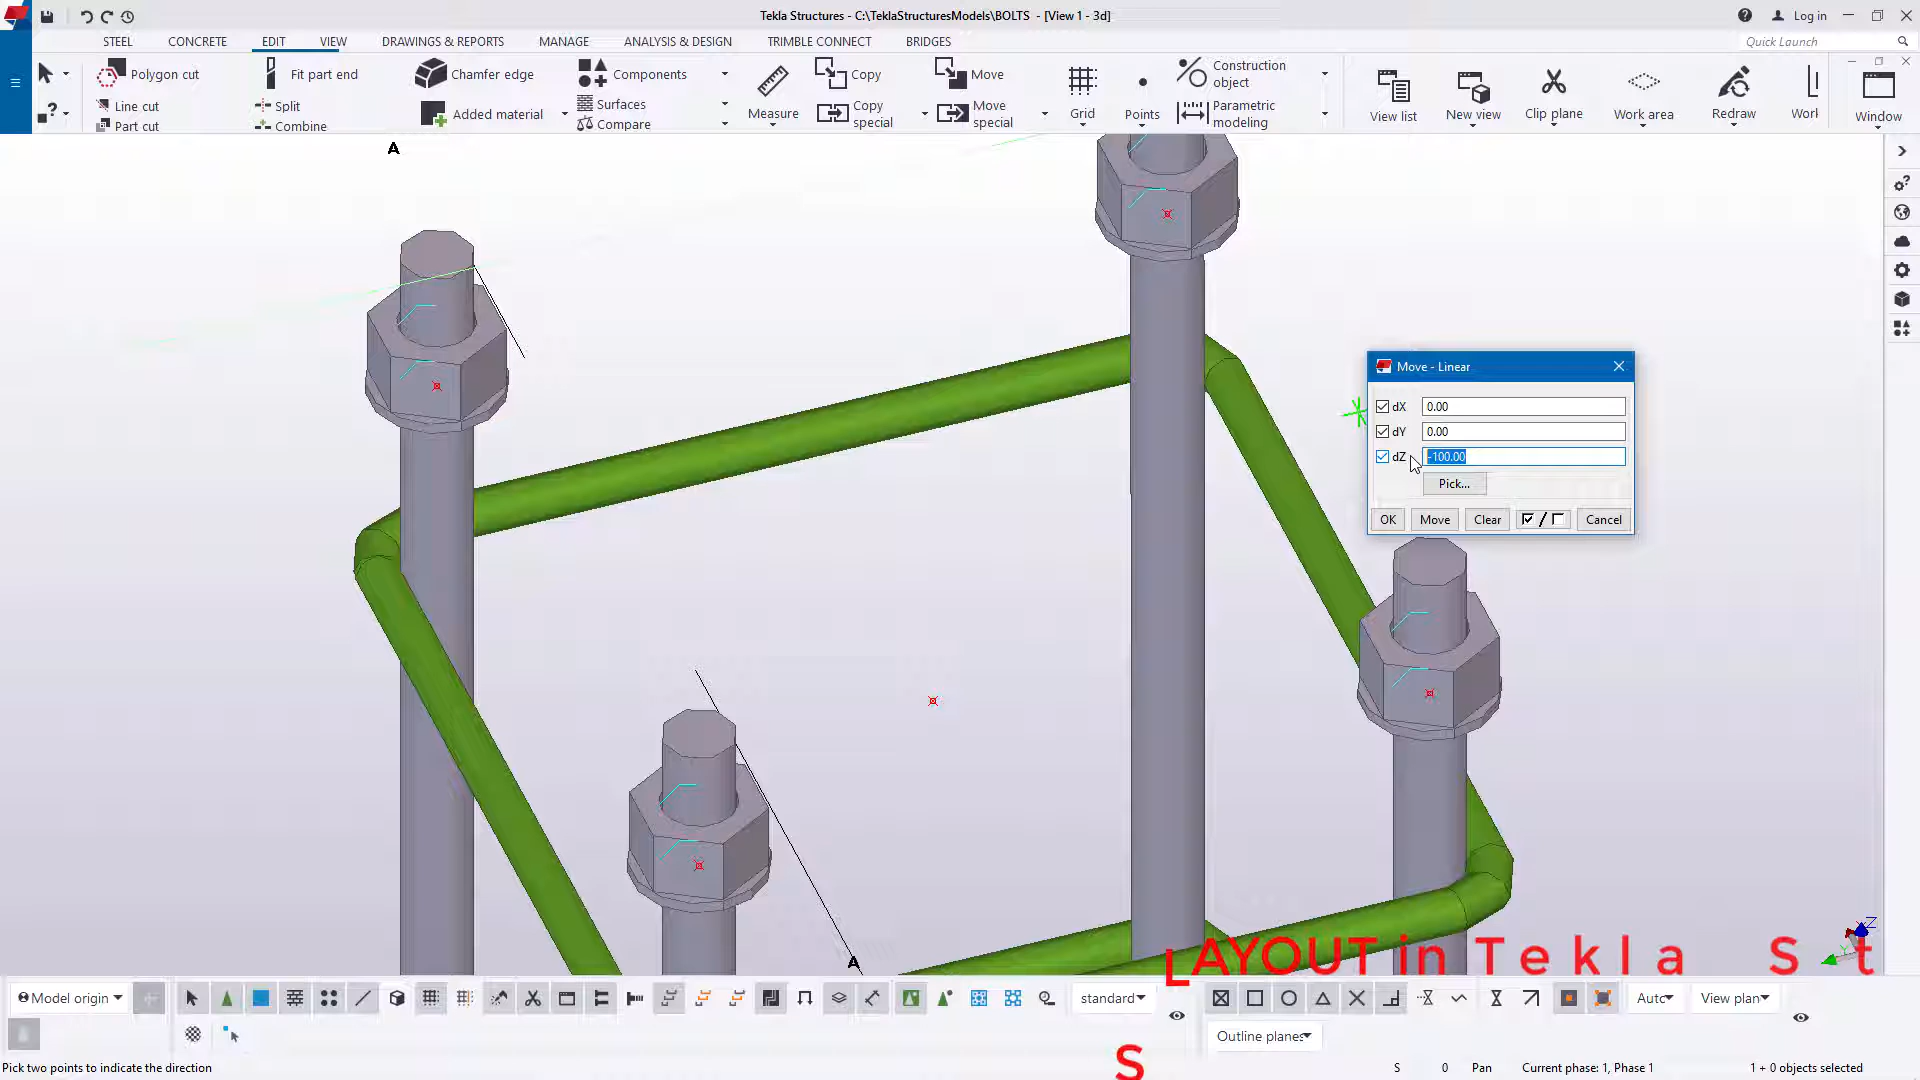 Tekla Structures - C:\TeklaStructuresModels\BOLTS - [View 1 - 3d]
Log in
STEEL CONCRETE EDIT VIEW DRAWINGS & REPORTS MANAGE ANALYSIS & DESIGN TRIMBLE CONNECT BRIDGES
Quick Launch
Polygon cut
Line cut
Part cut
Fit part end
Split
Combine
Chamfer edge
Added material
Components
Surfaces
Compare
Measure
Copy
Copy special
Move
Move special
Grid
Points
Construction object
Parametric modeling
View list
New view
Clip plane
Work area
Redraw
Worl
Window
A
Move - Linear
dX 0.00
dY 0.00
dZ -100.00
Pick...
OK Move Clear / Cancel
A
Z
LAYOUT in Tekla St
S
Model origin
standard
Auto
View plan
Outline planes
Pick two points to indicate the direction
S 0 Pan Current phase: 1, Phase 1 1 + 0 objects selected